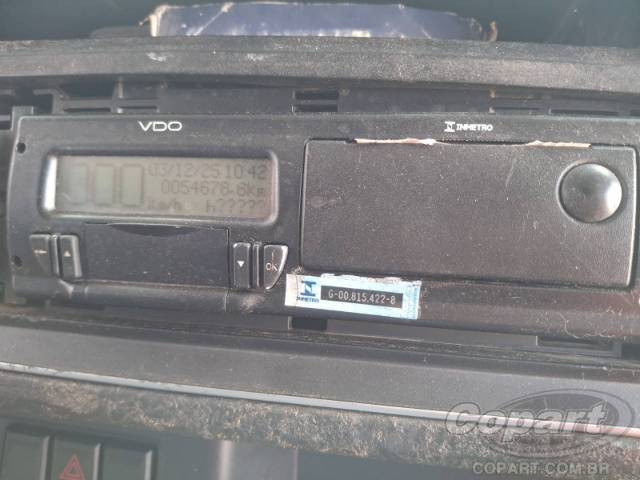 VDO
INMETRO
000 03/12/25 10:42
0054678.6km
km/h h?????
OK
INMETRO G-00.815.422-8
Copart
COPART.COM.BR